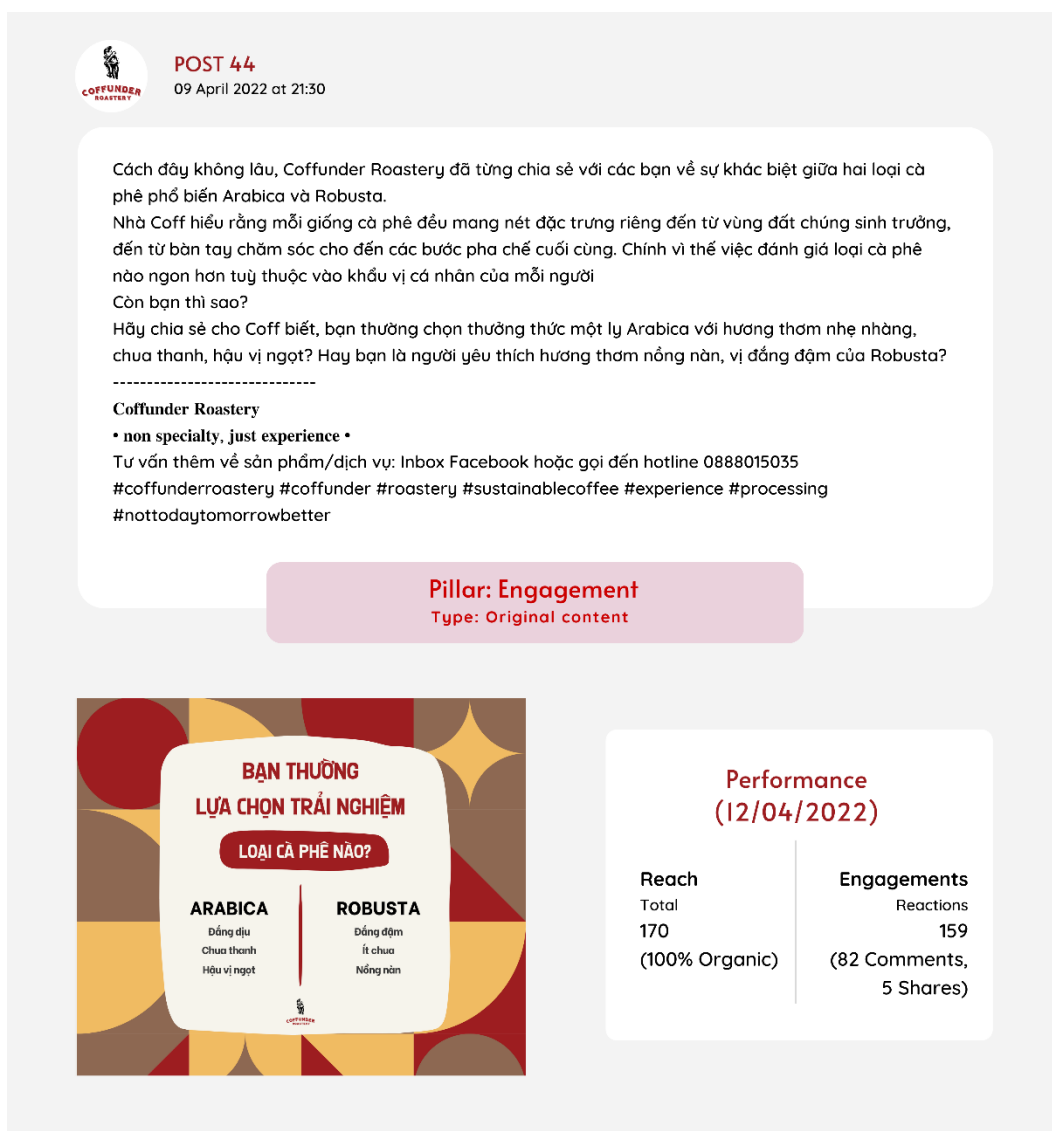 COFFUNDER
ROASTERY
POST 44
09 April 2022 at 21:30
Cách đây không lâu, Coffunder Roastery đã từng chia sẻ với các bạn về sự khác biệt giữa hai loại cà
phê phổ biến Arabica và Robusta.
Nhà Coff hiểu rằng mỗi giống cà phê đều mang nét đặc trưng riêng đến từ vùng đất chúng sinh trưởng,
đến từ bàn tay chăm sóc cho đến các bước pha chế cuối cùng. Chính vì thế việc đánh giá loại cà phê
nào ngon hơn tuỳ thuộc vào khẩu vị cá nhân của mỗi người
Còn bạn thì sao?
Hãy chia sẻ cho Coff biết, bạn thường chọn thưởng thức một ly Arabica với hương thơm nhẹ nhàng,
chua thanh, hậu vị ngọt? Hay bạn là người yêu thích hương thơm nồng nàn, vị đắng đậm của Robusta?
------------------------------
Coffunder Roastery
• non specialty, just experience •
Tư vấn thêm về sản phẩm/dịch vụ: Inbox Facebook hoặc gọi đến hotline 0888015035
#coffunderroastery #coffunder #roastery #sustainablecoffee #experience #processing
#nottodaytomorrowbetter
Pillar: Engagement
Type: Original content
BẠN THƯỜNG
LỰA CHỌN TRẢI NGHIỆM
LOẠI CÀ PHÊ NÀO?
ARABICA
Đắng dịu
Chua thanh
Hậu vị ngọt
ROBUSTA
Đắng đậm
Ít chua
Nồng nàn
COFFUNDER
ROASTERY
Performance
(12/04/2022)
Reach
Total
170
(100% Organic)
Engagements
Reactions
159
(82 Comments,
5 Shares)